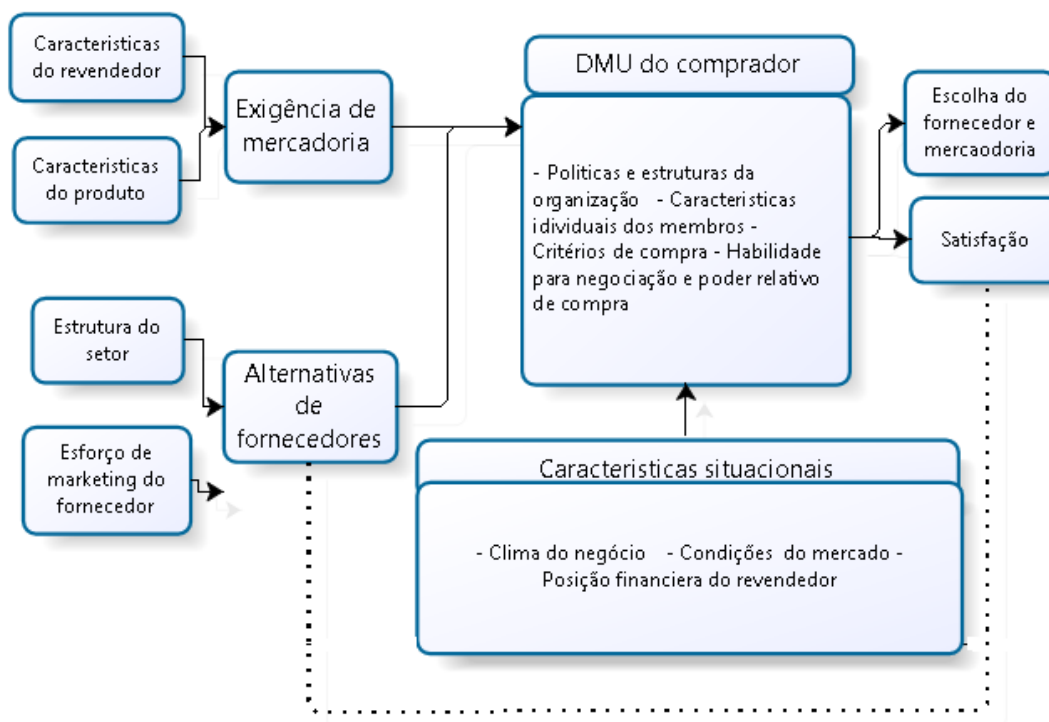 Caracteristicas
do revendedor
Caracteristicas
do produto
Exigência de
mercadoria
Estrutura do
setor
Esforço de
marketing do
fornecedor
Alternativas
de
fornecedores
DMU do comprador
- Politicas e estruturas da
organização - Caracteristicas
idividuais dos membros -
Critérios de compra - Habilidade
para negociação e poder relativo
de compra
Caracteristicas situacionais
- Clima do negócio - Condições do mercado -
Posição financiera do revendedor
Escolha do
fornecedor e
mercaodoria
Satisfação